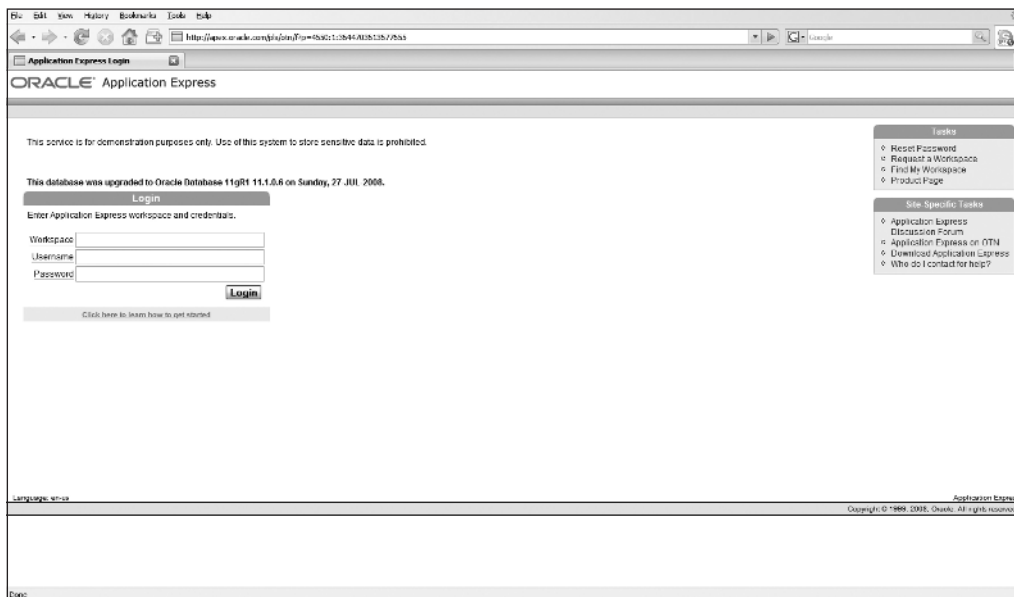 File Edit View History Bookmarks Tools Help
Google
Application Express Login
ORACLE Application Express
This service is for demonstration purposes only. Use of this system to store sensitive data is prohibited.
This database was upgraded to Oracle Database 11gR1 11.1.0.6 on Sunday, 27 JUL 2008.
Login
Enter Application Express workspace and credentials.
Workspace
Username
Password
Login
Click here to learn how to get started
Tasks
Reset Password
Request a Workspace
Find My Workspace
Product Page
Site Specific Tasks
Application Express
Discussion Forum
Application Express on OTN
Download Application Express
Who do I contact for help?
Language: en-us
Application Expre
Copyright © 1999, 2008, Oracle. All rights reserved
Done